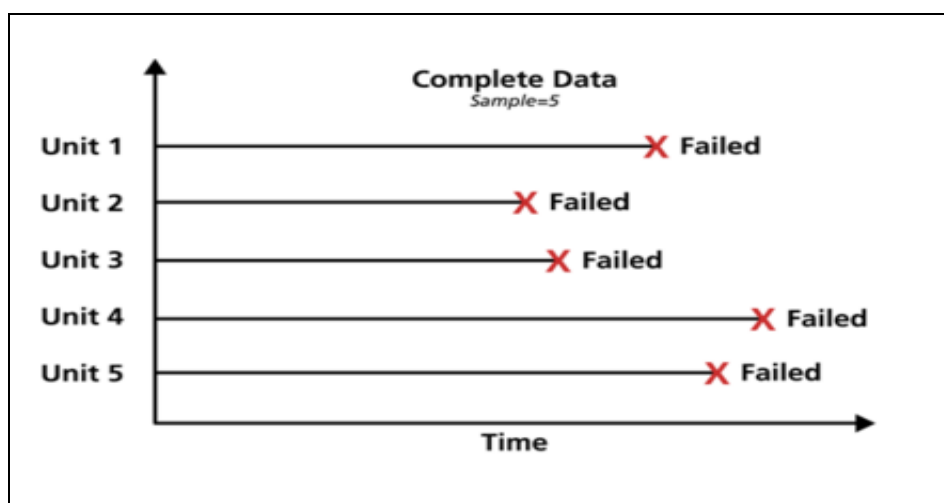 Complete Data
Sample=5
Unit 1
Failed
Unit 2
Failed
Unit 3
Failed
Unit 4
Failed
Unit 5
Failed
Time